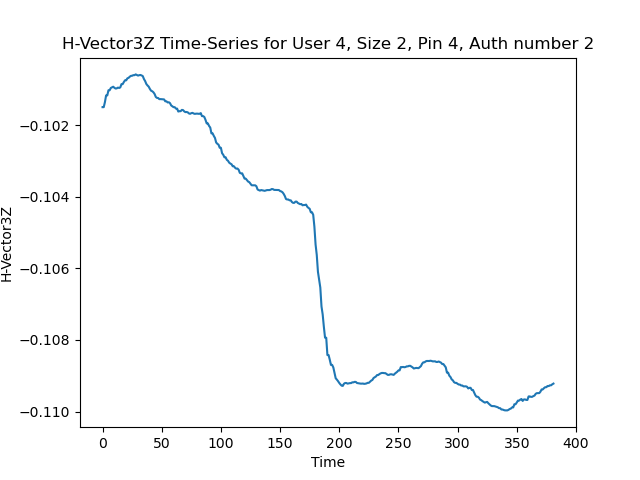 H-Vector3Z Time-Series for User 4, Size 2, Pin 4, Auth number 2
H-Vector3Z
−0.102
−0.104
−0.106
−0.108
−0.110
0 50 100 150 200 250 300 350 400
Time